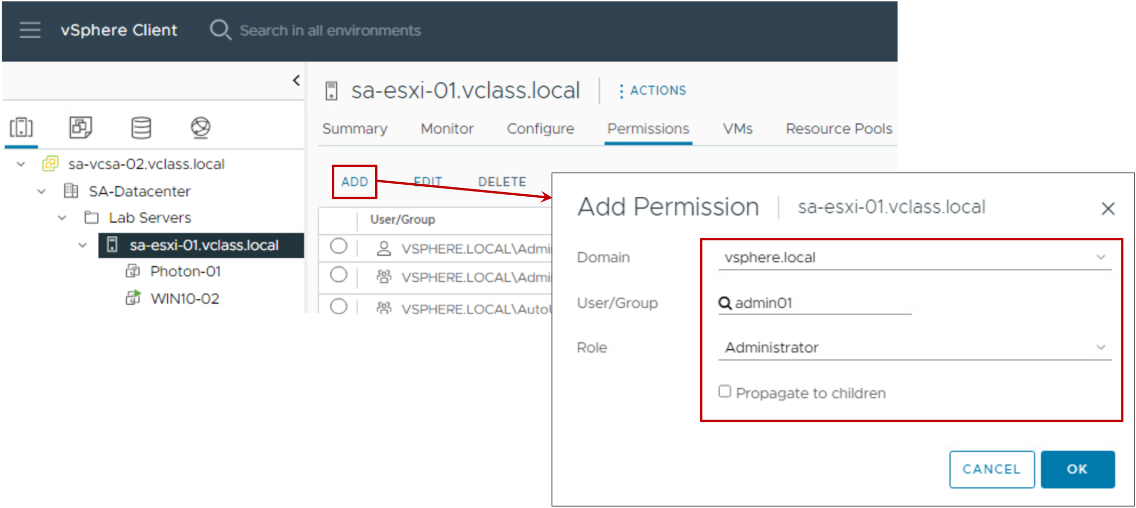 vSphere Client
Search in all environments
sa-esxi-01.vclass.local
ACTIONS
Summary Monitor Configure Permissions VMs Resource Pools
sa-vcsa-02.vclass.local
SA-Datacenter
Lab Servers
sa-esxi-01.vclass.local
Photon-01
WIN10-02
ADD EDIT DELETE
User/Group
VSPHERE.LOCAL\Admi
VSPHERE.LOCAL\Admi
VSPHERE.LOCAL\AutoU
Add Permission sa-esxi-01.vclass.local
Domain vsphere.local
User/Group admin01
Role Administrator
Propagate to children
CANCEL OK